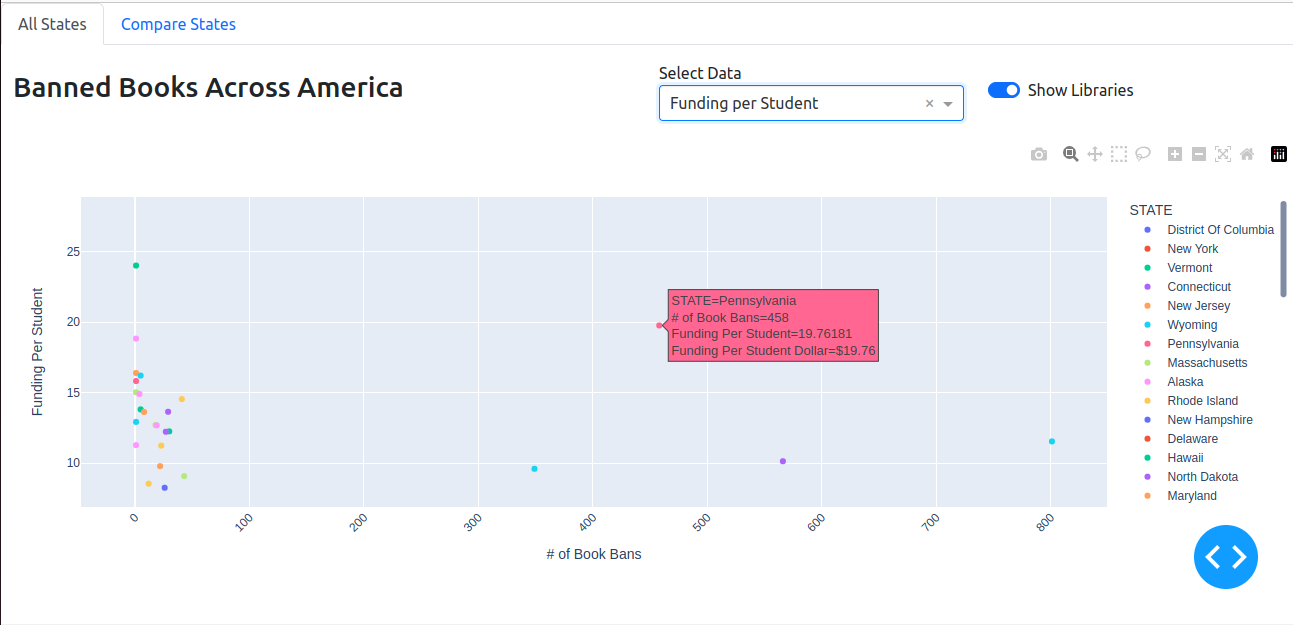 All States Compare States
Banned Books Across America
Select Data
Funding per Student × 
Show Libraries
STATE
District Of Columbia
New York
Vermont
Connecticut
New Jersey
Wyoming
Pennsylvania
Massachusetts
Alaska
Rhode Island
New Hampshire
Delaware
Hawaii
North Dakota
Maryland
25
20
15
10
Funding Per Student
STATE=Pennsylvania
# of Book Bans=458
Funding Per Student=19.76181
Funding Per Student Dollar=$19.76
0 100 200 300 400 500 600 700 800
# of Book Bans